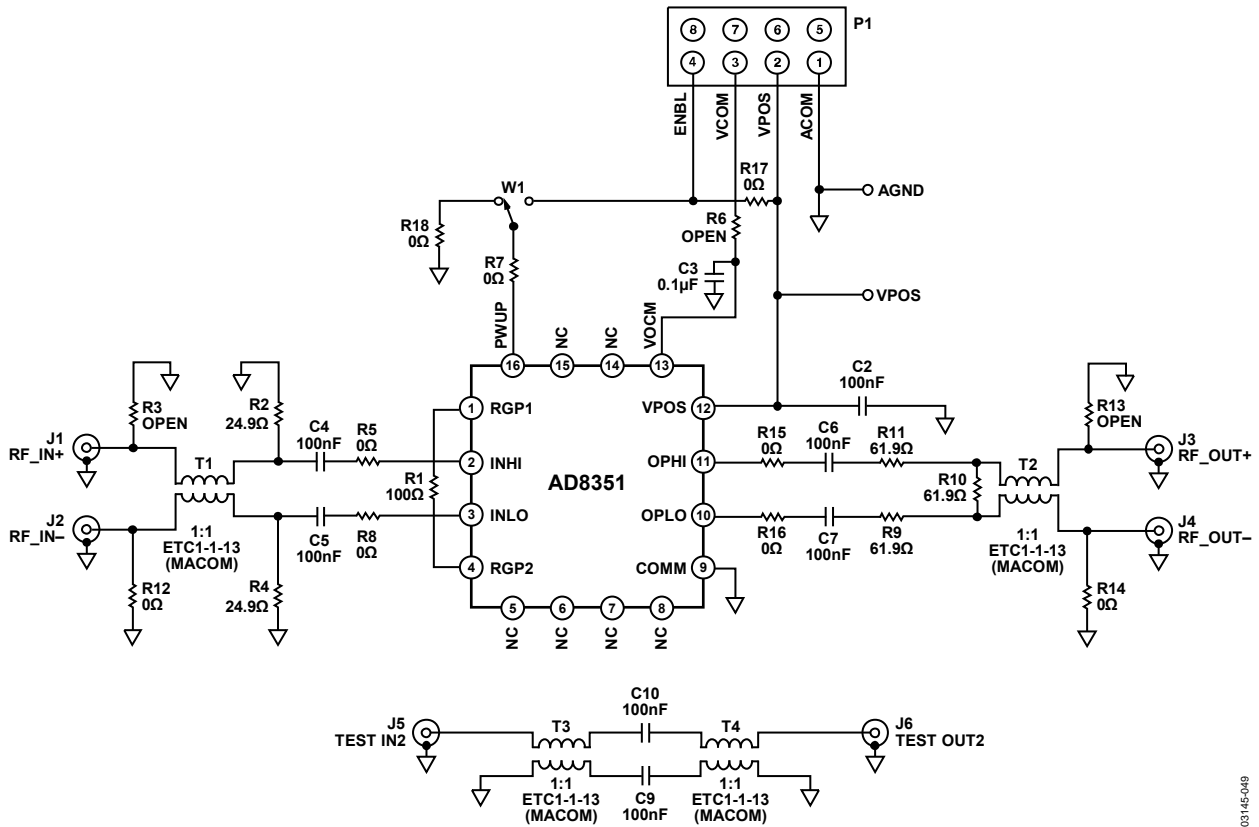 8 7 6 5
P1
4 3 2 1
ENBL
VCOM
VPOS
ACOM
R17
0Ω
AGND
W1
R18
0Ω
R6
OPEN
R7
0Ω
C3
0.1µF
VPOS
PWUP
NC
NC
VOCM
16 15 14 13
R3
OPEN
R2
24.9Ω
C4
100nF
R5
0Ω
J1
RF_IN+
T1
1 RGP1
2 INHI
R1
100Ω
3 INLO
4 RGP2
AD8351
VPOS 12
OPHI 11
OPLO 10
COMM 9
C2
100nF
R15
0Ω
C6
100nF
R11
61.9Ω
R13
OPEN
J3
RF_OUT+
T2
R10
61.9Ω
J2
RF_IN–
1:1
ETC1-1-13
(MACOM)
C5
100nF
R8
0Ω
R12
0Ω
R4
24.9Ω
R16
0Ω
C7
100nF
R9
61.9Ω
1:1
ETC1-1-13
(MACOM)
J4
RF_OUT–
R14
0Ω
5 6 7 8
NC
NC
NC
NC
C10
100nF
J5
TEST IN2
T3
T4
J6
TEST OUT2
1:1
ETC1-1-13
(MACOM)
C9
100nF
1:1
ETC1-1-13
(MACOM)
03145-049